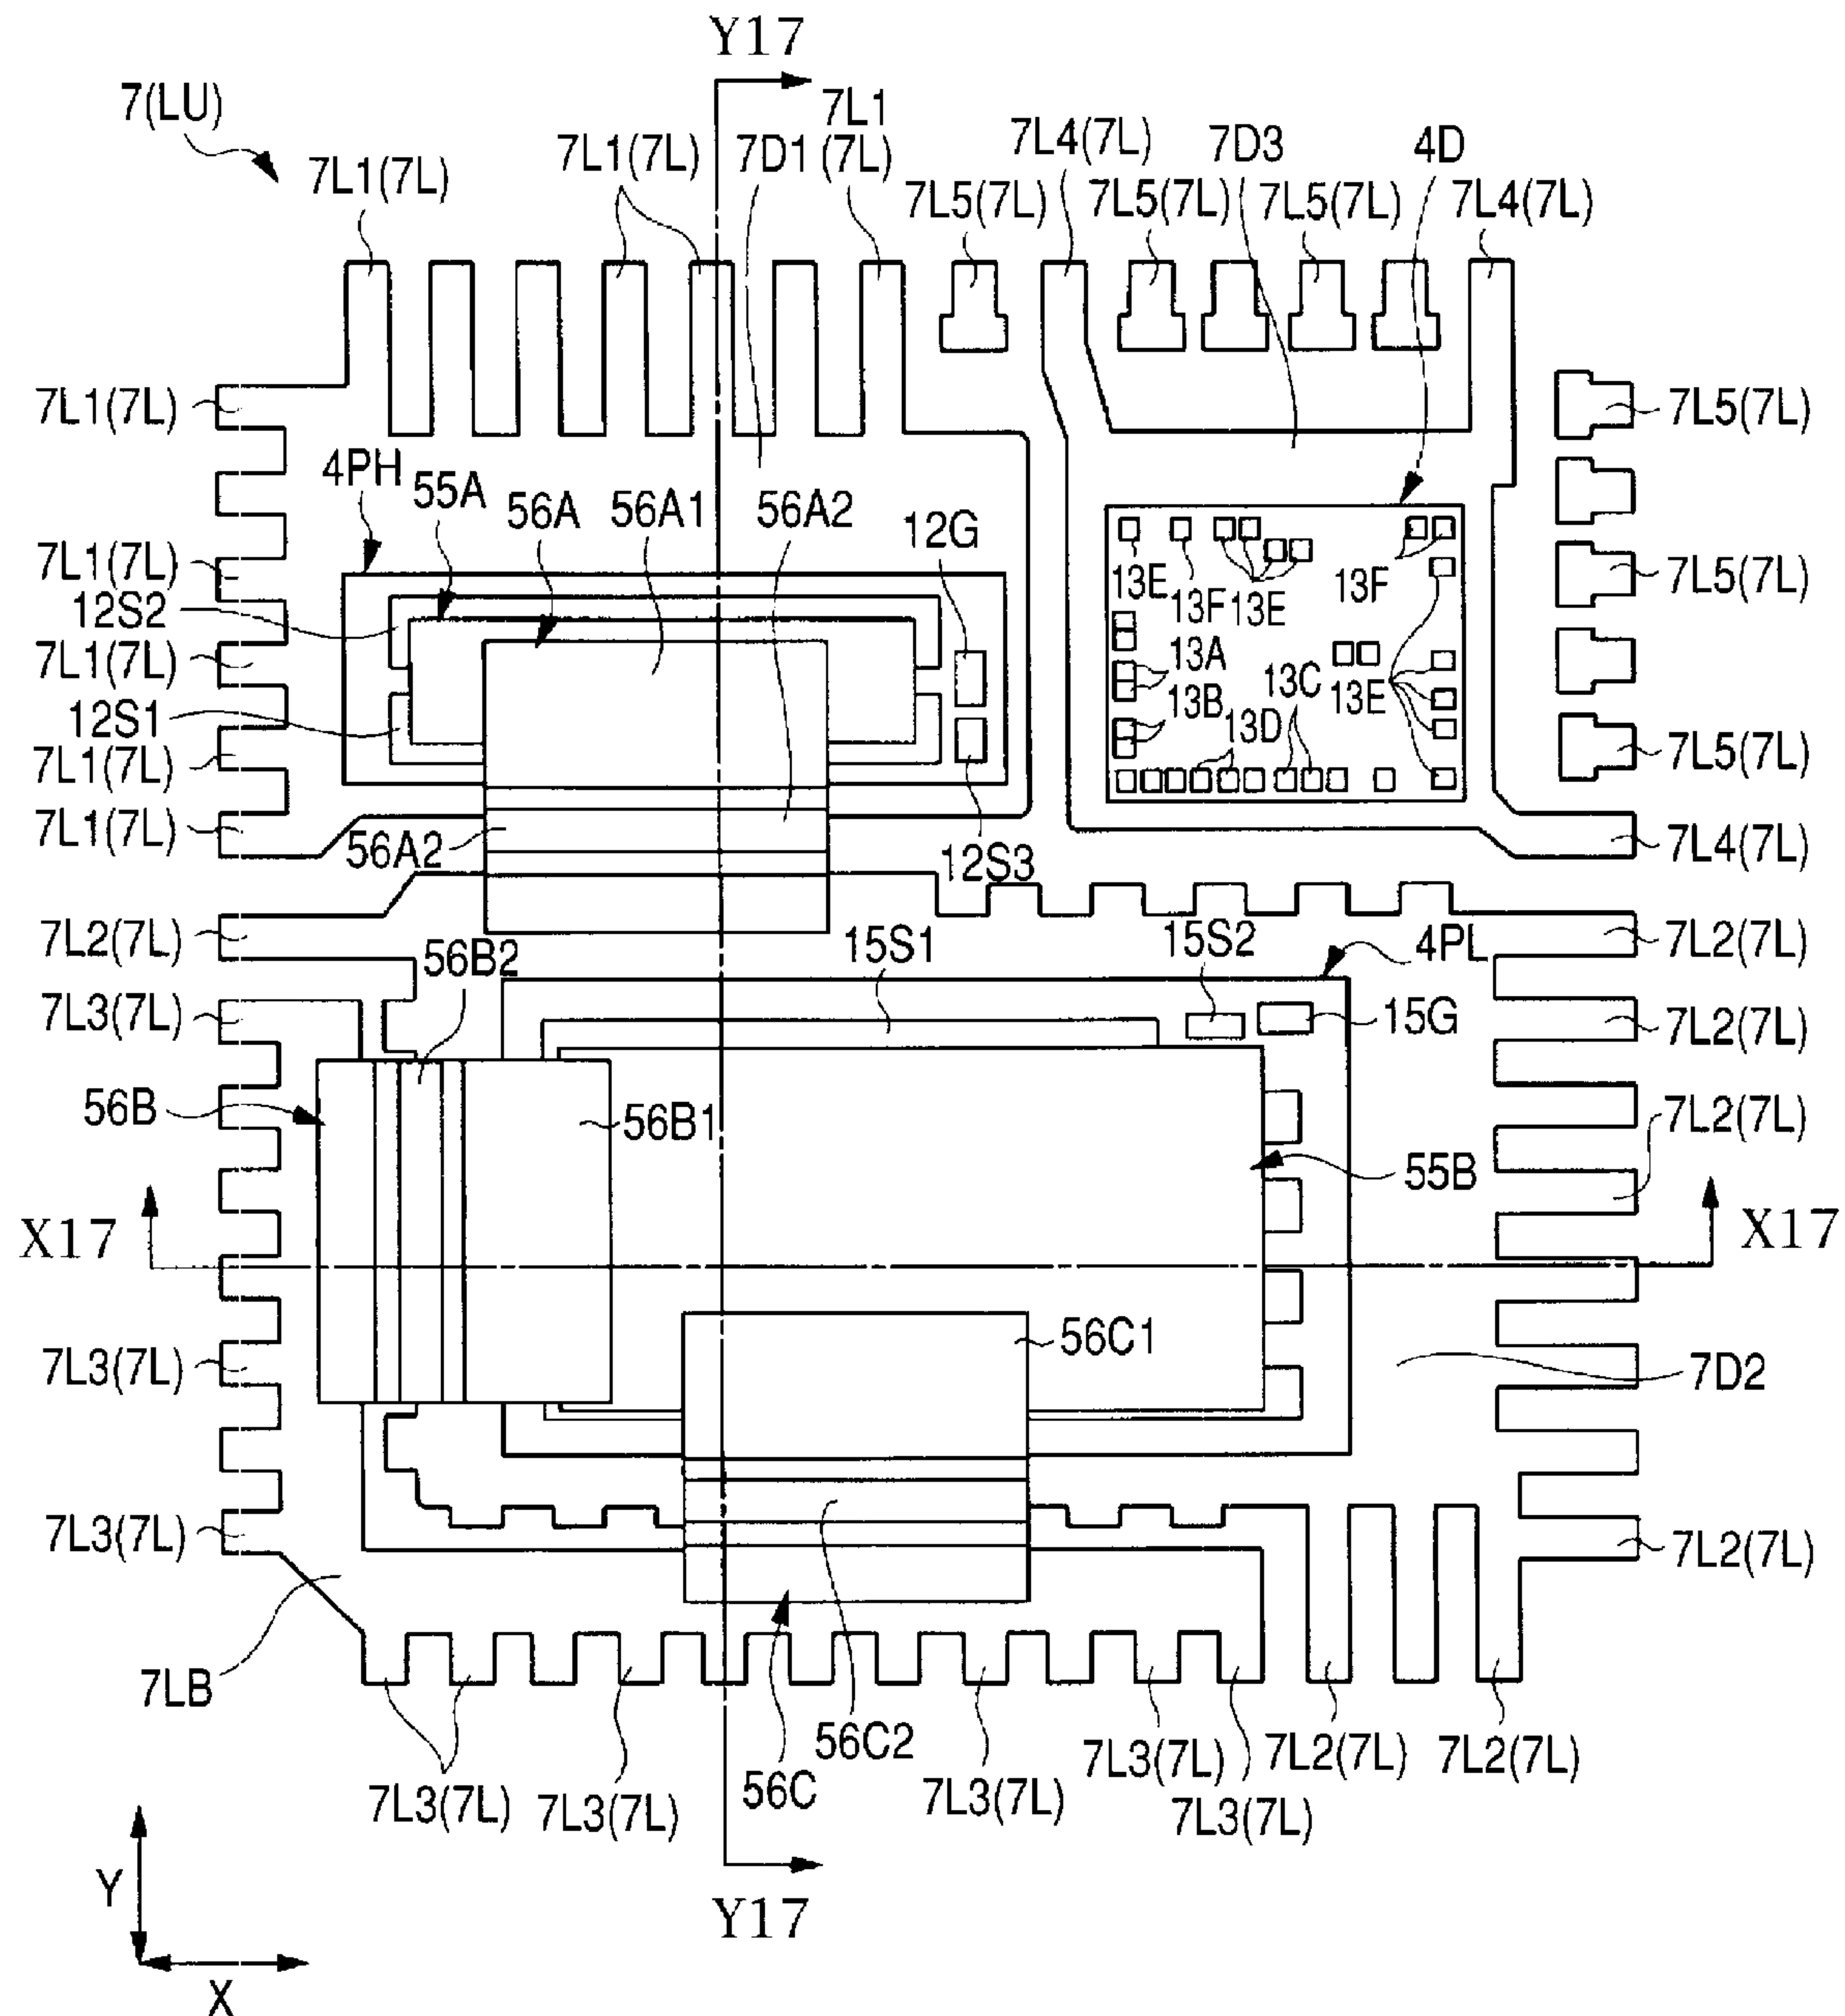 Y17
7(LU)
7L1
7L1(7L)
7D1
(7L)
7L4(7L)
7D3
4D
7L1(7L)
7L5(7L)
7L5(7L)
7L5(7L)
7L4(7L)
7L1(7L)
7L5(7L)
4PH
55A
56A
56A1
56A2
12G
7L1(7L)
13E
13F
13E
13F
7L5(7L)
12S2
7L1(7L)
13A
13C
13E
12S1
13B
13D
7L1(7L)
7L5(7L)
7L1(7L)
56A2
12S3
7L4(7L)
7L2(7L)
56B2
15S1
15S2
4PL
7L2(7L)
7L3(7L)
15G
7L2(7L)
56B
56B1
7L2(7L)
55B
X17
X17
56C1
7L3(7L)
7D2
7L3(7L)
7L2(7L)
7LB
56C2
7L3(7L)
7L2(7L)
7L2(7L)
7L3(7L)
7L3(7L)
56C
7L3(7L)
7L3(7L)
Y
Y17
X